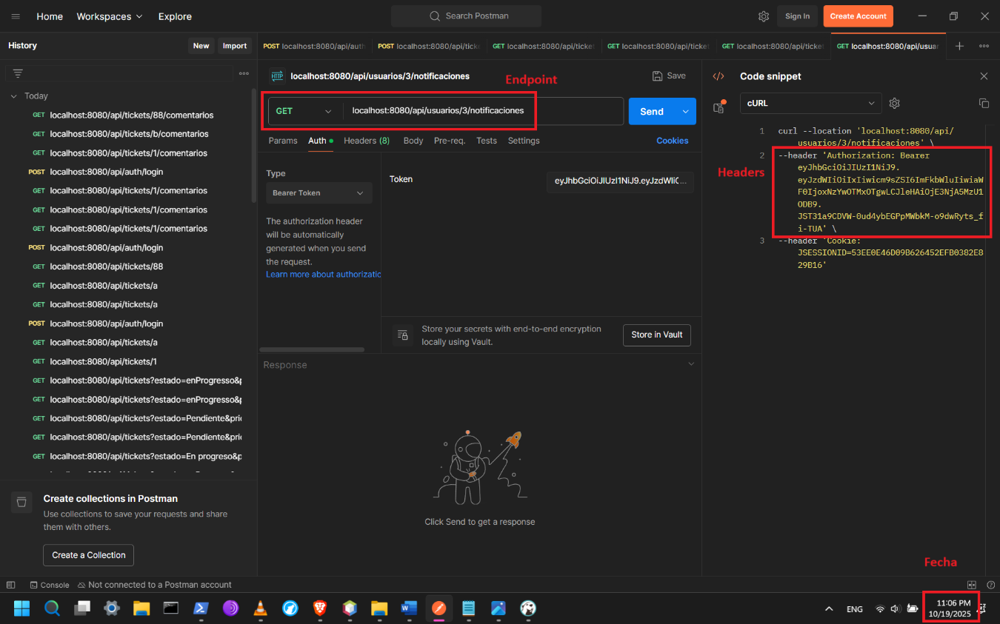 Home Workspaces Explore
Search Postman
Sign In
Create Account
History
New
Import
POST localhost:8080/api/auth
POST localhost:8080/api/ticke
GET localhost:8080/api/ticket
GET localhost:8080/api/ticket
GET localhost:8080/api/ticket
GET localhost:8080/api/usuar
Today
GET localhost:8080/api/tickets/88/comentarios
GET localhost:8080/api/tickets/b/comentarios
GET localhost:8080/api/tickets/1/comentarios
POST localhost:8080/api/auth/login
GET localhost:8080/api/tickets/1/comentarios
GET localhost:8080/api/tickets/1/comentarios
GET localhost:8080/api/tickets/1/comentarios
POST localhost:8080/api/auth/login
GET localhost:8080/api/tickets/88
GET localhost:8080/api/tickets/a
GET localhost:8080/api/tickets/a
POST localhost:8080/api/auth/login
GET localhost:8080/api/tickets/a
GET localhost:8080/api/tickets/1
GET localhost:8080/api/tickets?estado=enProgreso&p
GET localhost:8080/api/tickets?estado=enProgreso&p
GET localhost:8080/api/tickets?estado=Pendiente&prio
GET localhost:8080/api/tickets?estado=Pendiente&prio
GET localhost:8080/api/tickets?estado=En progreso&p
Create collections in Postman
Use collections to save your requests and share
them with others.
Create a Collection
HTTP localhost:8080/api/usuarios/3/notificaciones
Endpoint
Save
GET localhost:8080/api/usuarios/3/notificaciones
Send
Params Auth Headers (8) Body Pre-req. Tests Settings
Cookies
Type
Bearer Token
The authorization header
will be automatically
generated when you send
the request.
Learn more about authorizatio
Token
eyJhbGciOiJIUzI1NiJ9.eyJzdWIiO...
Store your secrets with end-to-end encryption
locally using Vault.
Store in Vault
Response
Click Send to get a response
Code snippet
cURL
1 curl --location 'localhost:8080/api/
usuarios/3/notificaciones' \
Headers
2 --header 'Authorization: Bearer
eyJhbGciOiJIUzI1NiJ9.
eyJzdWIiOiIxIiwicm9sZSI6ImFkbWluIiwiaW
F0IjoxNzYwOTMxOTgwLCJleHAiOjE3NjA5MzU1
ODB9.
JST31a9CDVW-0ud4ybEGPpMWbkM-o9dwRyts_f
i-TUA' \
3 --header 'Cookie:
JSESSIONID=53EE0E46D09B626452EFB0382E8
829B16'
Fecha
Console
Not connected to a Postman account
ENG
11:06 PM
10/19/2025